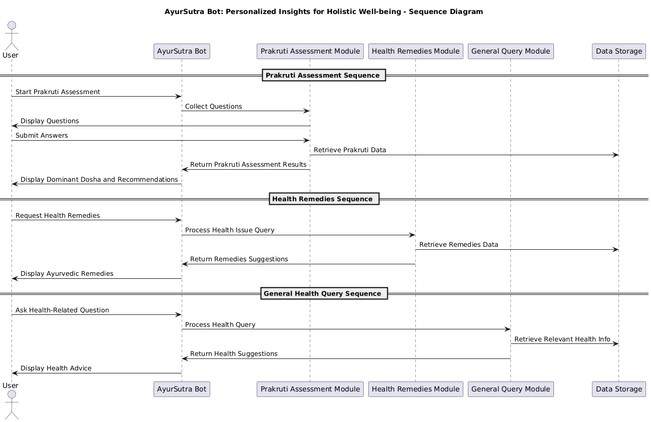 AyurSutra Bot: Personalized Insights for Holistic Well-being - Sequence Diagram
User
AyurSutra Bot
Prakruti Assessment Module
Health Remedies Module
General Query Module
Data Storage
Prakruti Assessment Sequence
Start Prakruti Assessment
Collect Questions
Display Questions
Submit Answers
Retrieve Prakruti Data
Return Prakruti Assessment Results
Display Dominant Dosha and Recommendations
Health Remedies Sequence
Request Health Remedies
Process Health Issue Query
Retrieve Remedies Data
Return Remedies Suggestions
Display Ayurvedic Remedies
General Health Query Sequence
Ask Health-Related Question
Process Health Query
Retrieve Relevant Health Info
Return Health Suggestions
Display Health Advice
User
AyurSutra Bot
Prakruti Assessment Module
Health Remedies Module
General Query Module
Data Storage